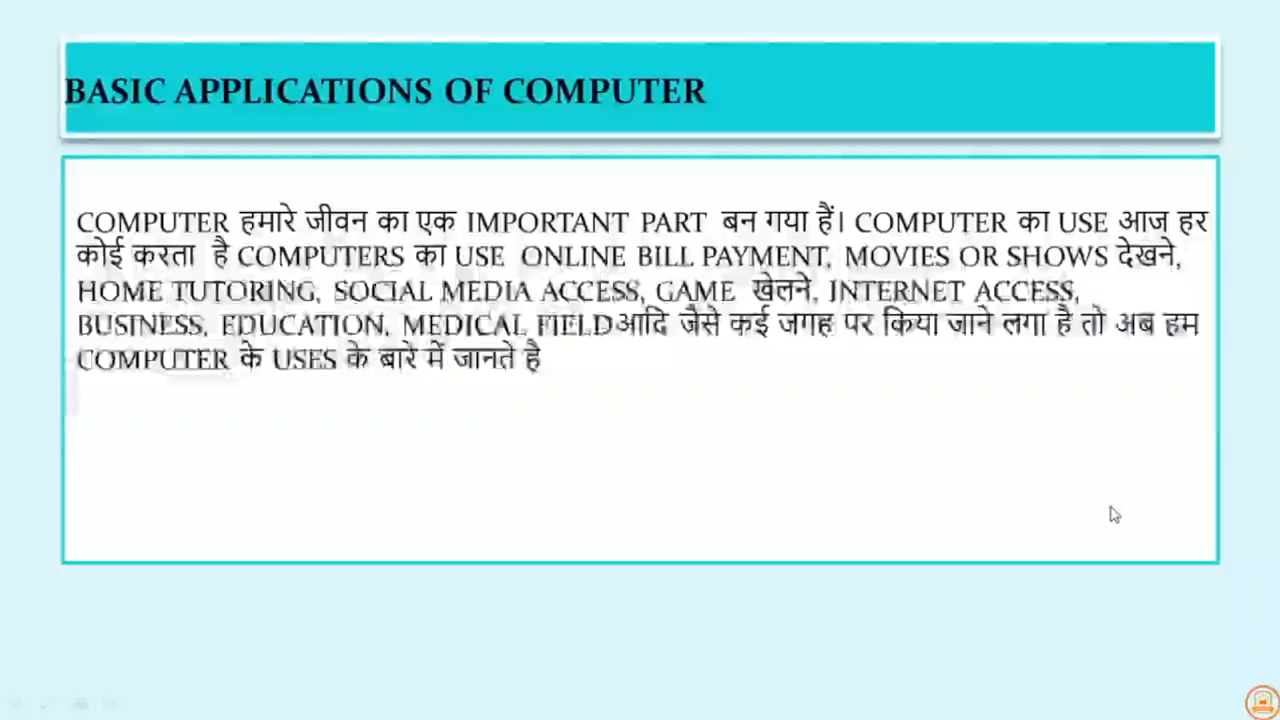 BASIC APPLICATIONS OF COMPUTER
COMPUTER हमारे जीवन का एक IMPORTANT PART बन गया हैं। COMPUTER का USE आज हर
कोई करता है COMPUTERS का USE ONLINE BILL PAYMENT, MOVIES OR SHOWS देखने,
HOME TUTORING, SOCIAL MEDIA ACCESS, GAME खेलने, INTERNET ACCESS,
BUSINESS, EDUCATION, MEDICAL FIELDआदि जैसे कई जगह पर किया जाने लगा है तो अब हम
COMPUTER के USES के बारे में जानते है